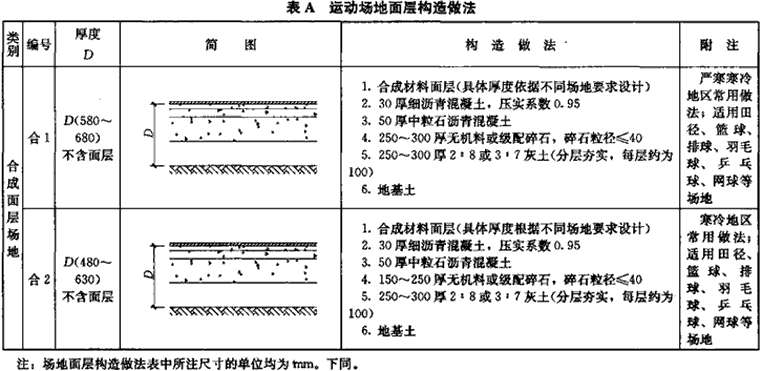 表 A 运动场地面层构造做法
类别 编号 厚度 D 简 图 构 造 做 法 附 注
合成面层场地
合 1
D(580～
680)
不含面层
D
1. 合成材料面层(具体厚度依据不同场地要求设计)
2. 30 厚细沥青混凝土，压实系数 0.95
3. 50 厚中粒石沥青混凝土
4. 250～300 厚无机料或级配碎石，碎石粒径≤40
5. 250～300 厚 2∶8 或 3∶7 灰土(分层夯实，每层约为
100)
6. 地基土
严寒寒冷
地区常用做
法；适用田
径、篮球、
排球、羽毛
球、乒乓
球、网球等
场地
合 2
D(480～
630)
不含面层
D
1. 合成材料面层(具体厚度根据不同场地要求设计)
2. 30 厚细沥青混凝土，压实系数 0.95
3. 50 厚中粒石沥青混凝土
4. 150～250 厚无机料或级配碎石，碎石粒径≤40
5. 250～300 厚 2∶8 或 3∶7 灰土(分层夯实，每层约为
100)
6. 地基土
寒冷地区
常用做法；
适用田径、
篮球、排
球、羽毛
球、乒乓
球、网球等
场地
注：场地面层构造做法表中所注尺寸的单位均为 mm。下同。